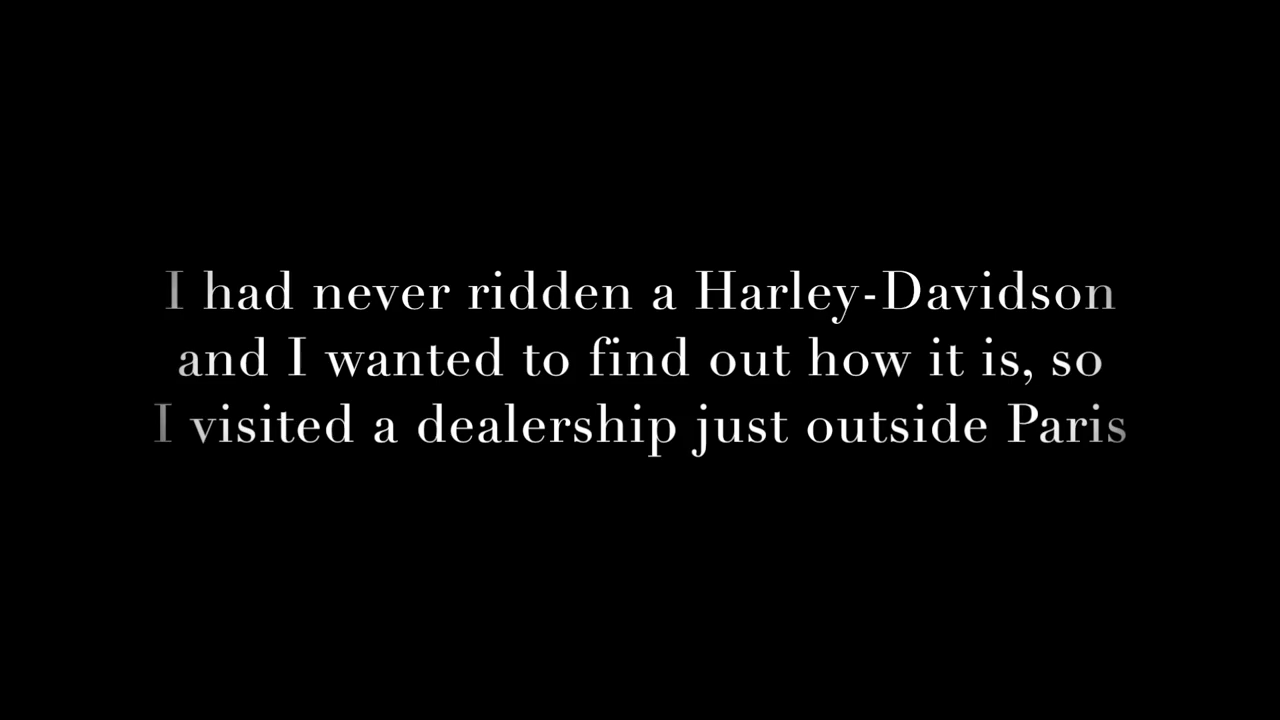 I had never ridden a Harley-Davidson
and I wanted to find out how it is, so
I visited a dealership just outside Paris